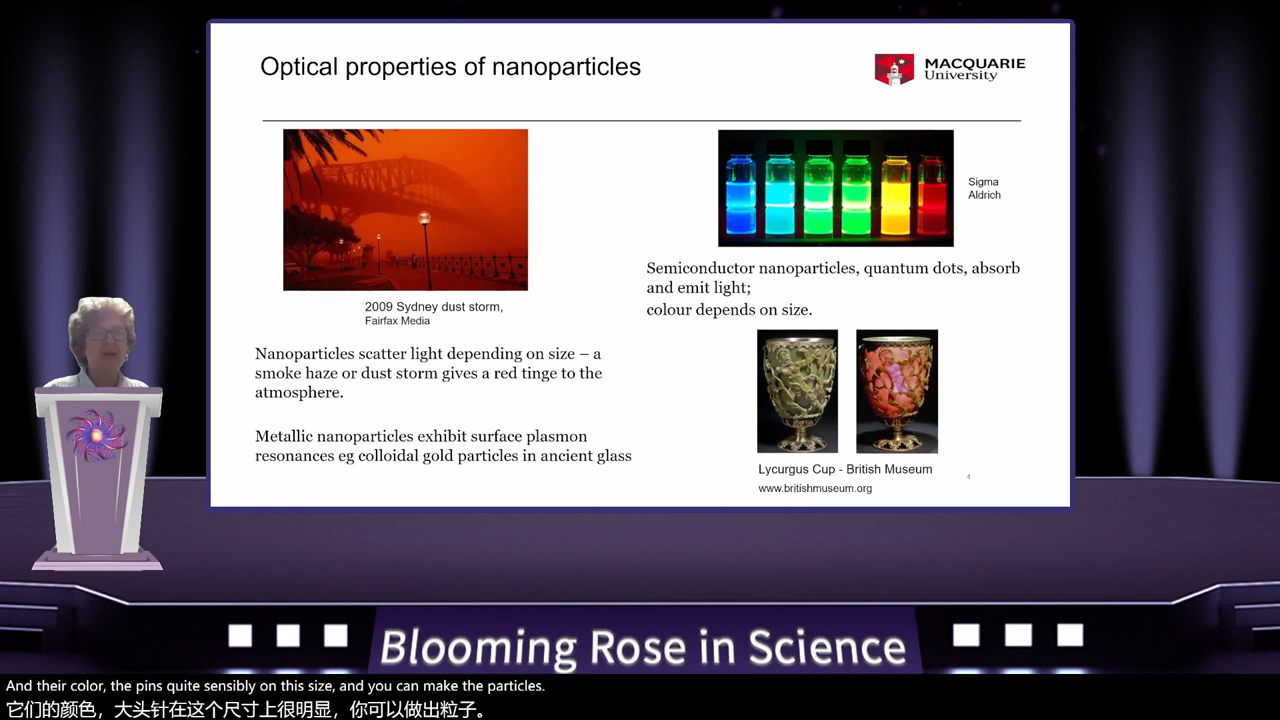 Optical properties of nanoparticles
MACQUARIE
University
2009 Sydney dust storm,
Fairfax Media
Nanoparticles scatter light depending on size – a
smoke haze or dust storm gives a red tinge to the
atmosphere.
Metallic nanoparticles exhibit surface plasmon
resonances eg colloidal gold particles in ancient glass
Sigma
Aldrich
Semiconductor nanoparticles, quantum dots, absorb
and emit light;
colour depends on size.
Lycurgus Cup - British Museum
www.britishmuseum.org
4
Blooming Rose in Science
And their color, the pins quite sensibly on this size, and you can make the particles.
它们的颜色，大头针在这个尺寸上很明显，你可以做出粒子。